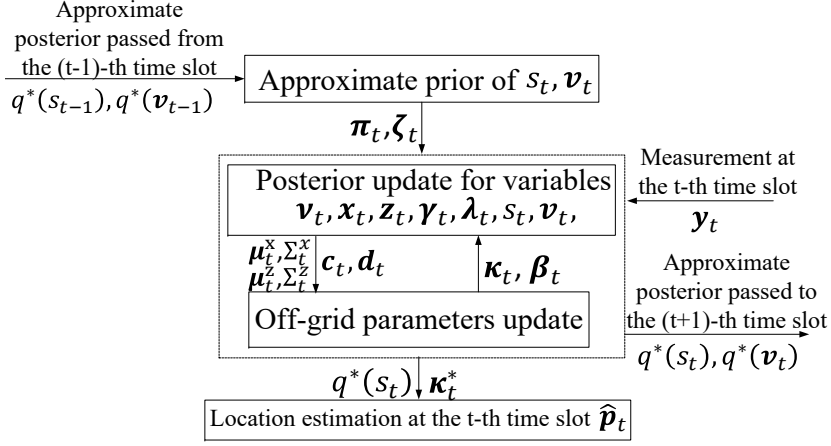 Approximate
posterior passed from
the (t-1)-th time slot
q*(s_{t−1}), q*(𝒗_{t−1})
Approximate prior of s_t, 𝒗_t
𝝅_t, 𝜻_t
Posterior update for variables
𝝂_t, 𝒙_t, 𝒛_t, 𝜸_t, 𝝀_t, s_t, 𝒗_t,
Measurement at
the t-th time slot
𝒚_t
𝝁_t^x, Σ_t^x
𝝁_t^z, Σ_t^z
𝒄_t, 𝒅_t
𝜿_t, 𝜷_t
Off-grid parameters update
Approximate
posterior passed to
the (t+1)-th time slot
q*(s_t), q*(𝒗_t)
q*(s_t) 𝜿_t^*
Location estimation at the t-th time slot 𝒑̂_t